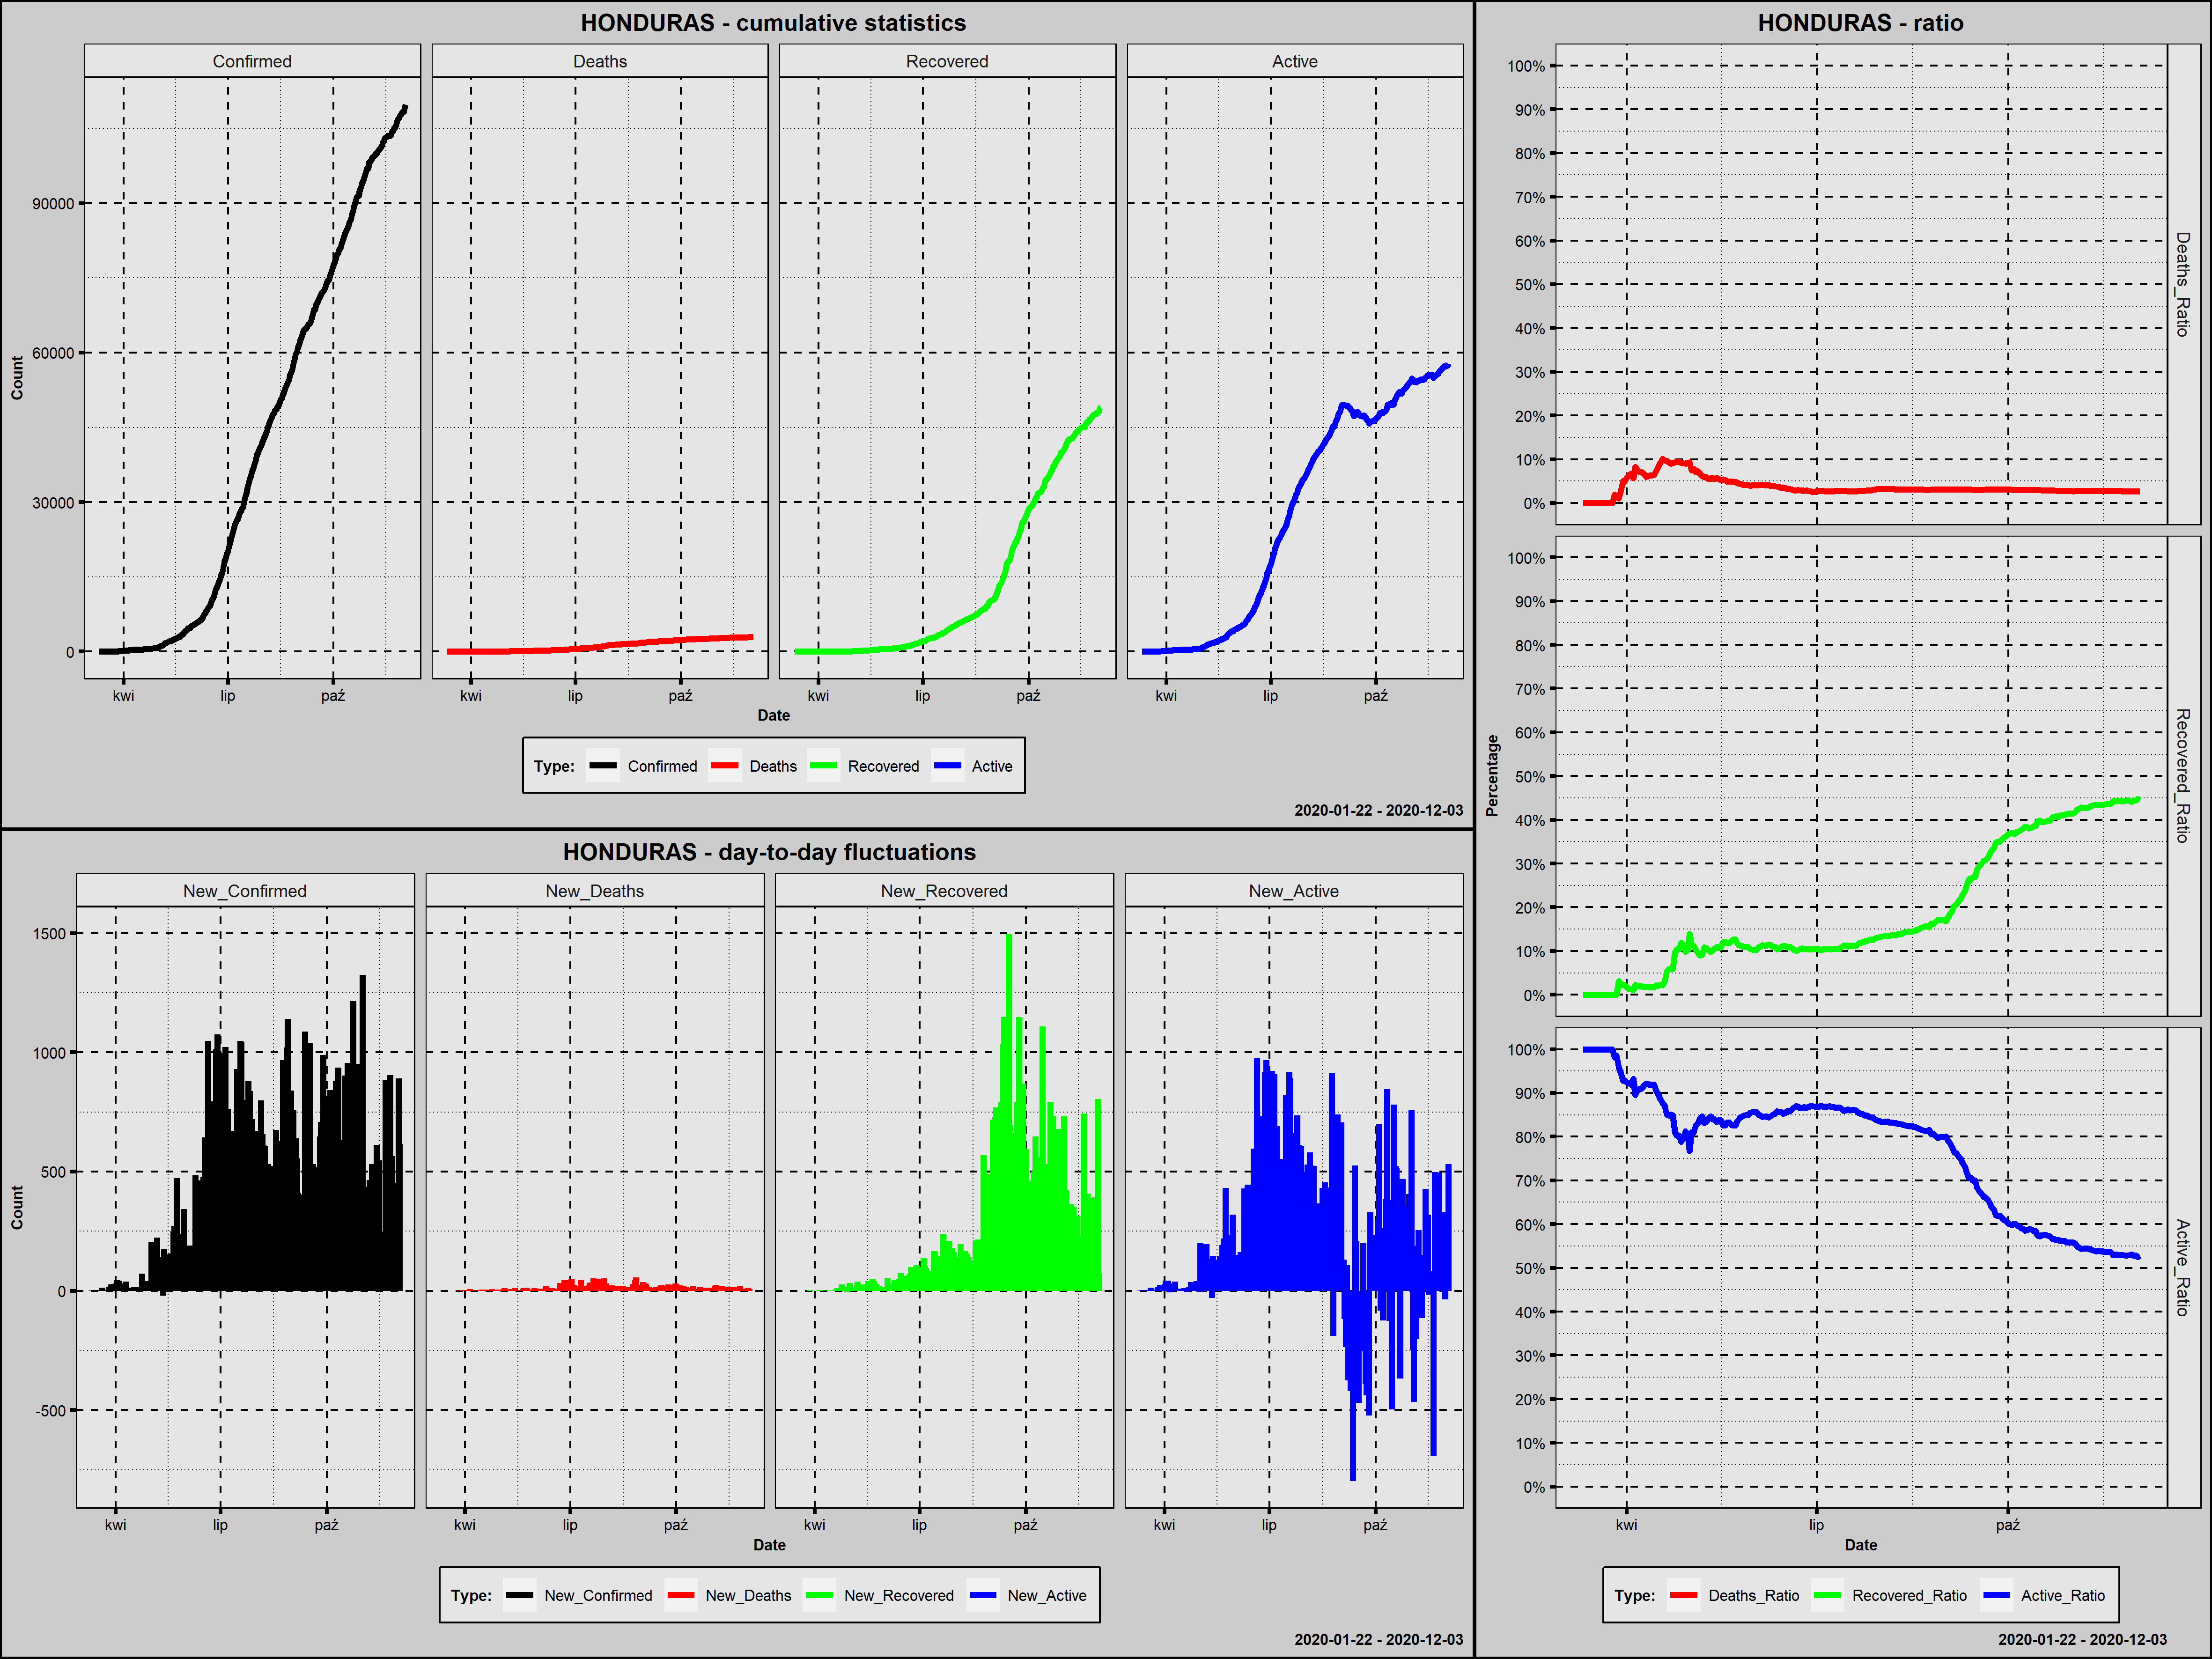 HONDURAS - cumulative statistics
Confirmed Deaths Recovered Active
Count
90000
60000
30000
0
kwi lip paź kwi lip paź kwi lip paź kwi lip paź
Date
Type: Confirmed Deaths Recovered Active
2020-01-22 - 2020-12-03
HONDURAS - day-to-day fluctuations
New_Confirmed New_Deaths New_Recovered New_Active
Count
1500
1000
500
0
-500
kwi lip paź kwi lip paź kwi lip paź kwi lip paź
Date
Type: New_Confirmed New_Deaths New_Recovered New_Active
2020-01-22 - 2020-12-03
HONDURAS - ratio
Percentage
100%
90%
80%
70%
60%
50%
40%
30%
20%
10%
0%
Deaths_Ratio
100%
90%
80%
70%
60%
50%
40%
30%
20%
10%
0%
Recovered_Ratio
100%
90%
80%
70%
60%
50%
40%
30%
20%
10%
0%
Active_Ratio
kwi lip paź
Date
Type: Deaths_Ratio Recovered_Ratio Active_Ratio
2020-01-22 - 2020-12-03